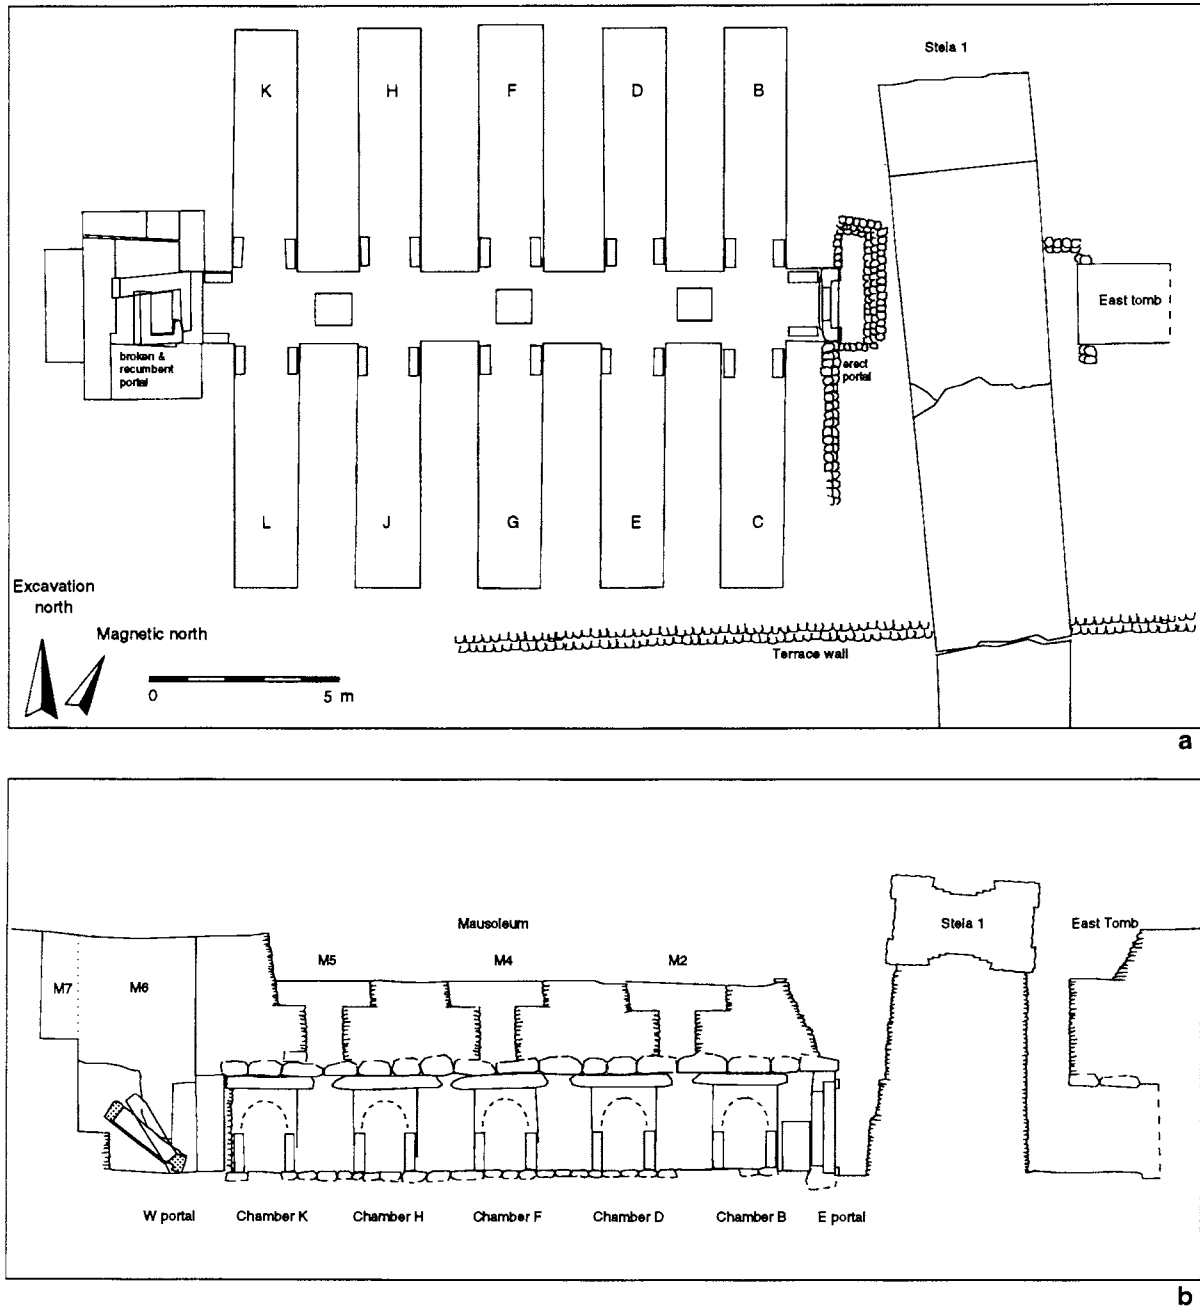 Stela 1
K H F D B
East tomb
broken &
recumbent
portal
erect
portal
L J G E C
Excavation
north
Magnetic north
Terrace wall
0 5 m
a
Mausoleum
Stela 1
East Tomb
M5 M4 M2
M7 M6
W portal Chamber K Chamber H Chamber F Chamber D Chamber B E portal
b